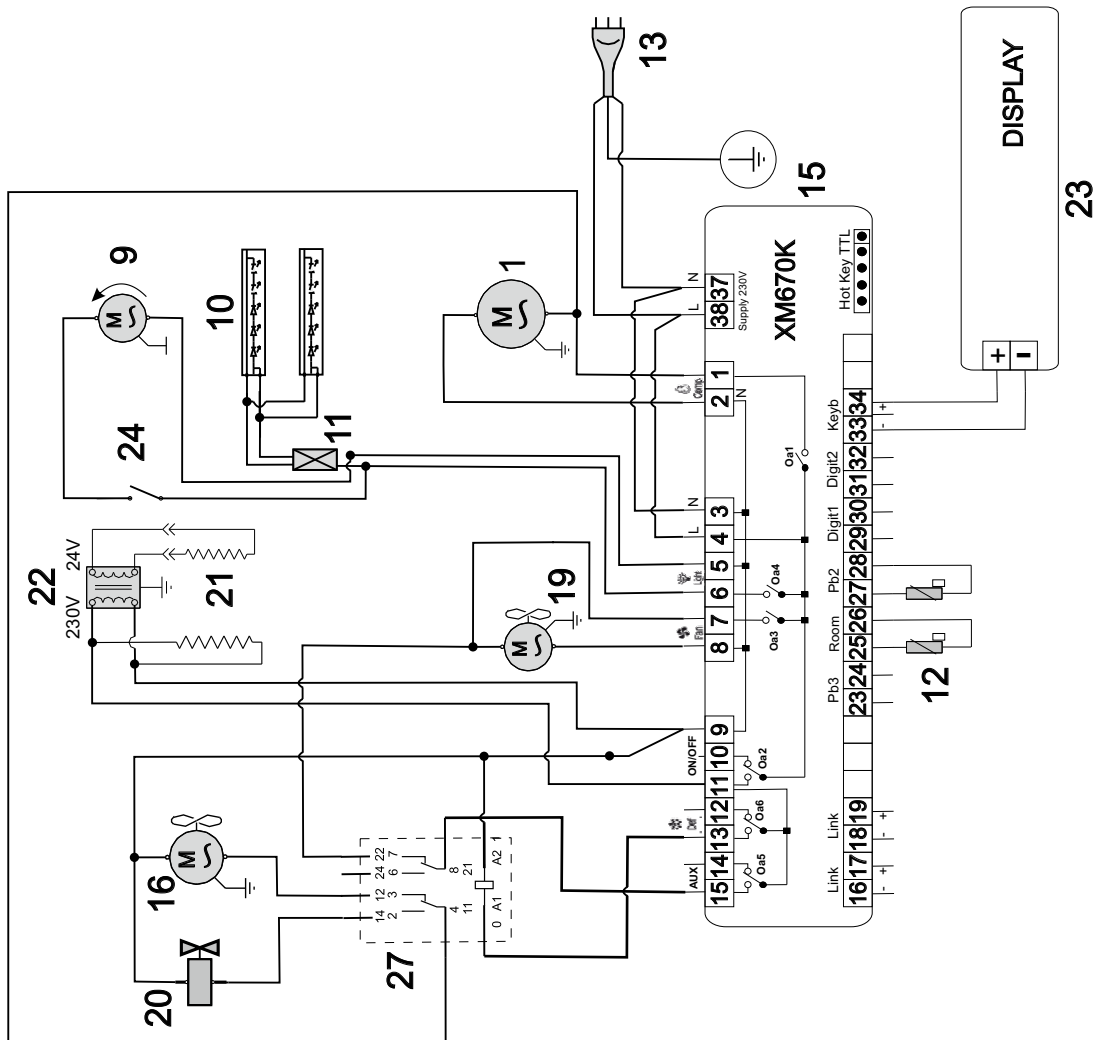 22
230V 24V
9
24
20
16
10
21
11
14 12 24 22
2 3 6 7
27
4 8
11 21
0 A1 A2 1
1
19
13
AUX
Def
ON/OFF
Fan
Light
L N
N
Comp
L N
15 14 13 12 11 10 9 8 7 6 5 4 3 2 1 38 37
N
Supply 230V
Oa5
Oa6
Oa2
Oa3
Oa4
Oa1
XM670K
15
Link
Link
Pb3
Room
Pb2
Digit1
Digit2
Keyb
Hot Key TTL
16 17 18 19 23 24 25 26 27 28 29 30 31 32 33 34
- + - + - +
12
+
-
DISPLAY
23